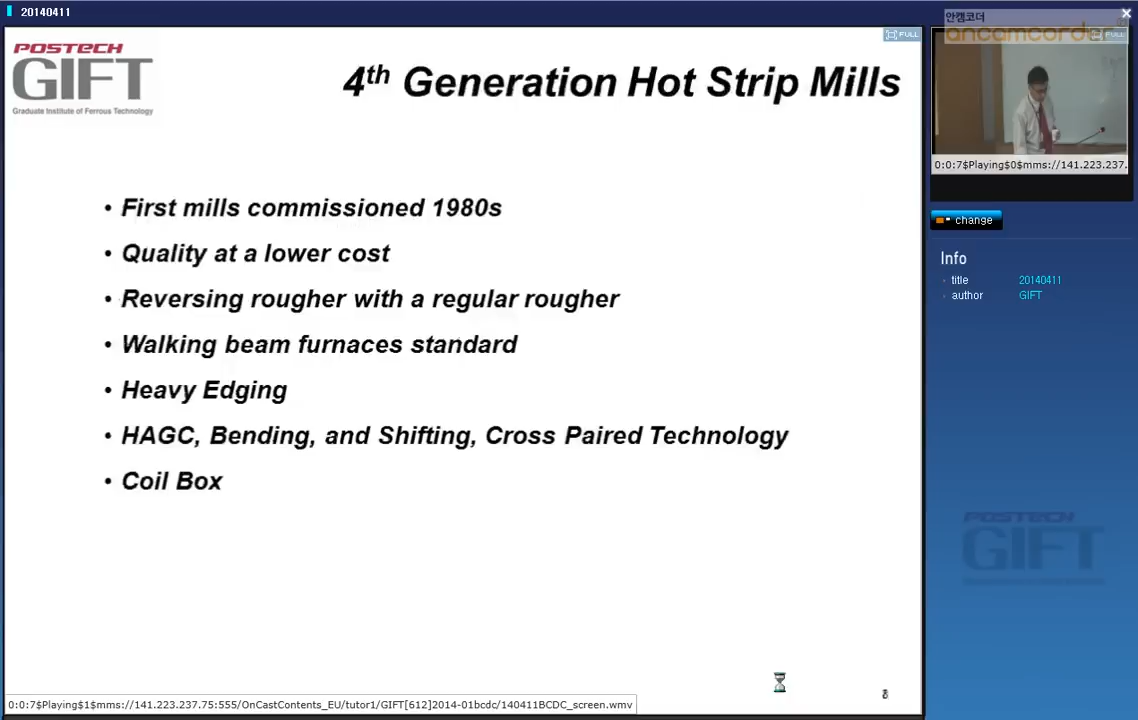 20140411
안캠코더
ancamcorder
FULL
FULL
POSTECH
GIFT
Graduate Institute of Ferrous Technology
4th Generation Hot Strip Mills
• First mills commissioned 1980s
• Quality at a lower cost
• Reversing rougher with a regular rougher
• Walking beam furnaces standard
• Heavy Edging
• HAGC, Bending, and Shifting, Cross Paired Technology
• Coil Box
0:0:7$Playing$0$mms://141.223.237.
change
Info
title 20140411
author GIFT
POSTECH
GIFT
0:0:7$Playing$1$mms://141.223.237.75:555/OnCastContents_EU/tutor1/GIFT[612]2014-01bcdc/140411BCDC_screen.wmv